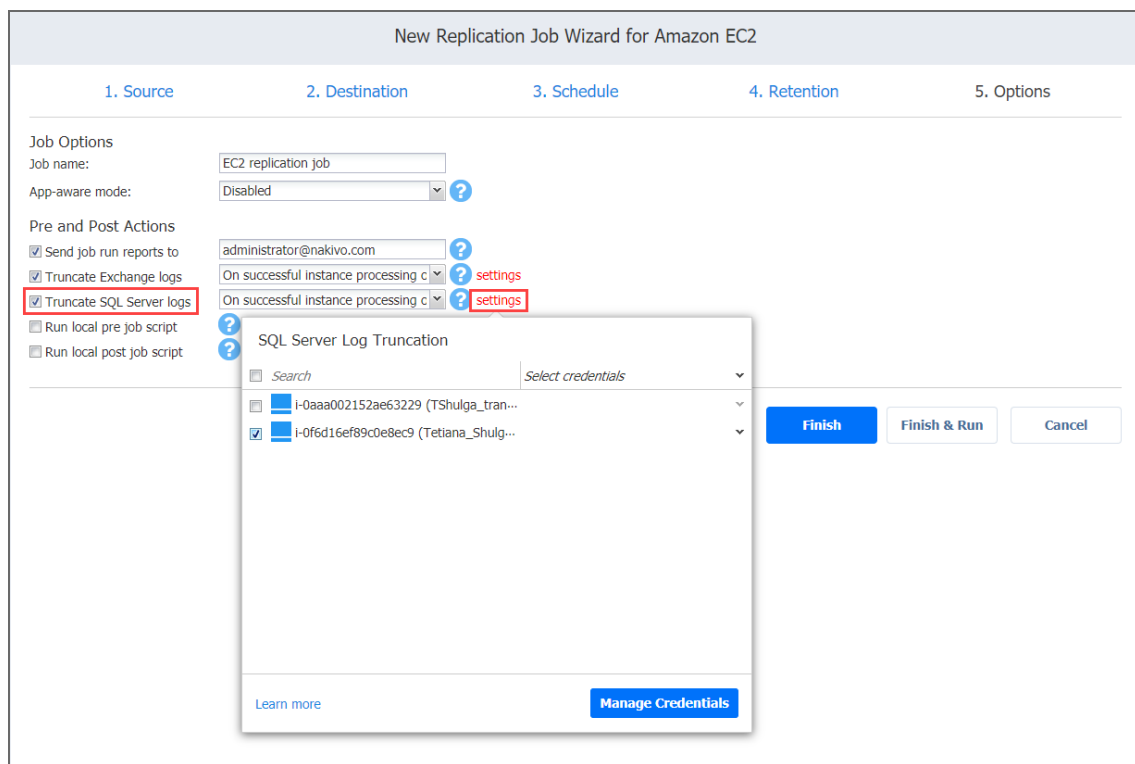 New Replication Job Wizard for Amazon EC2
1. Source 2. Destination 3. Schedule 4. Retention 5. Options
Job Options
Job name: EC2 replication job
App-aware mode: Disabled ?
Pre and Post Actions
Send job run reports to administrator@nakivo.com ?
Truncate Exchange logs On successful instance processing c ? settings
Truncate SQL Server logs On successful instance processing c ? settings
Run local pre job script ?
Run local post job script ?
SQL Server Log Truncation
Search Select credentials
i-0aaa002152ae63229 (TShulga_tran···
i-0f6d16ef89c0e8ec9 (Tetiana_Shulg···
Finish Finish & Run Cancel
Learn more Manage Credentials